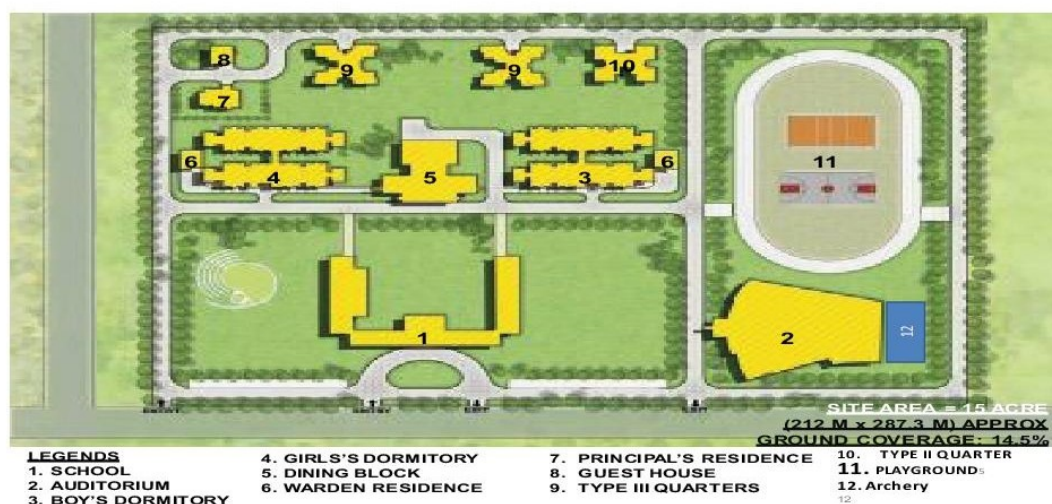 8
9
9
10
7
11
6
6
4
5
3
1
2
12
ENTRY
EXIT
EXIT
SITE AREA = 15 ACRE
(212 M x 287.3 M) APPROX
GROUND COVERAGE: 14.5%
LEGENDS
1. SCHOOL
2. AUDITORIUM
3. BOY'S DORMITORY
4. GIRLS'S DORMITORY
5. DINING BLOCK
6. WARDEN RESIDENCE
7. PRINCIPAL'S RESIDENCE
8. GUEST HOUSE
9. TYPE III QUARTERS
10. TYPE II QUARTER
11. PLAYGROUNDs
12. Archery
12